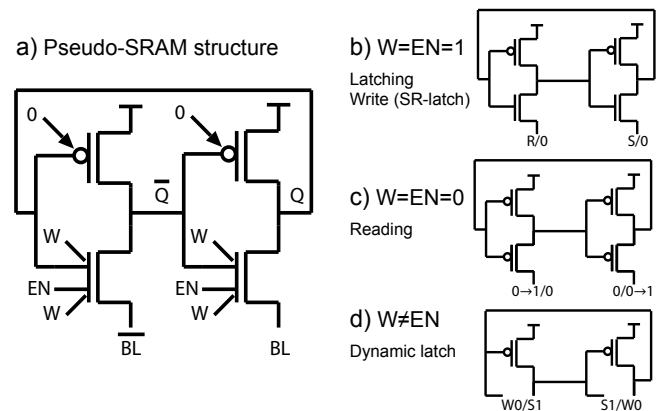 a) Pseudo-SRAM structure
0
0
Q
Q
W
EN
W
W
EN
W
BL
BL
b) W=EN=1
Latching
Write (SR-latch)
R/0
S/0
c) W=EN=0
Reading
0→1/0
0/0→1
d) W≠EN
Dynamic latch
W0/S1
S1/W0